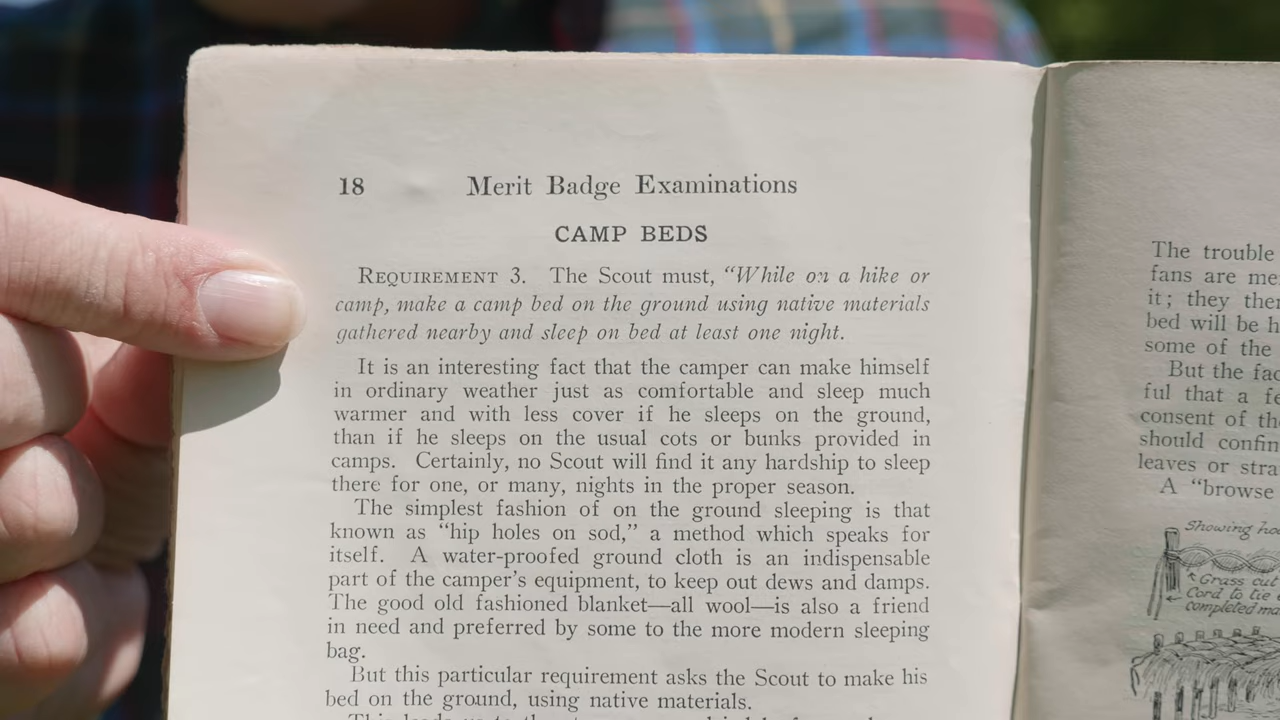 18 Merit Badge Examinations
CAMP BEDS
REQUIREMENT 3. The Scout must, “While on a hike or
camp, make a camp bed on the ground using native materials
gathered nearby and sleep on bed at least one night.
It is an interesting fact that the camper can make himself
in ordinary weather just as comfortable and sleep much
warmer and with less cover if he sleeps on the ground,
than if he sleeps on the usual cots or bunks provided in
camps. Certainly, no Scout will find it any hardship to sleep
there for one, or many, nights in the proper season.
The simplest fashion of on the ground sleeping is that
known as “hip holes on sod,” a method which speaks for
itself. A water-proofed ground cloth is an indispensable
part of the camper's equipment, to keep out dews and damps.
The good old fashioned blanket—all wool—is also a friend
in need and preferred by some to the more modern sleeping
bag.
But this particular requirement asks the Scout to make his
bed on the ground, using native materials.
The trouble
fans are me
it; they ther
bed will be h
some of the
But the fac
ful that a fe
consent of the
should confin
leaves or stra
A “browse
Showing ho
Grass cut
Cord to tie
completed ma